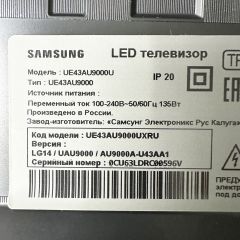 SAMSUNG LED телевизор
Модель : UE43AU9000U
Тип : UE43AU9000 IP 20
Источник питания :
Переменный ток 100-240В~50/60Гц 135Вт
Произведено в России.
Завод-изготовитель: «Самсунг Электроникс Рус Калуга»
Код модели : UE43AU9000UXRU
Версия :
LG14 / UAU9000 / AU9000A-U43AA1
Серийный номер : 0CU63LDRC00596V